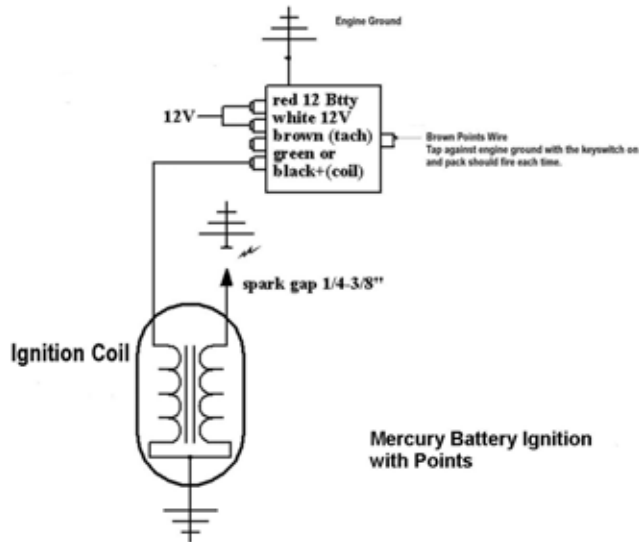 Engine Ground
red 12 Btty
12V
white 12V
brown (tach)
green or
black+(coil)
Brown Points Wire
Tap against engine ground with the keyswitch on
and pack should fire each time.
spark gap 1/4-3/8"
Ignition Coil
Mercury Battery Ignition
with Points